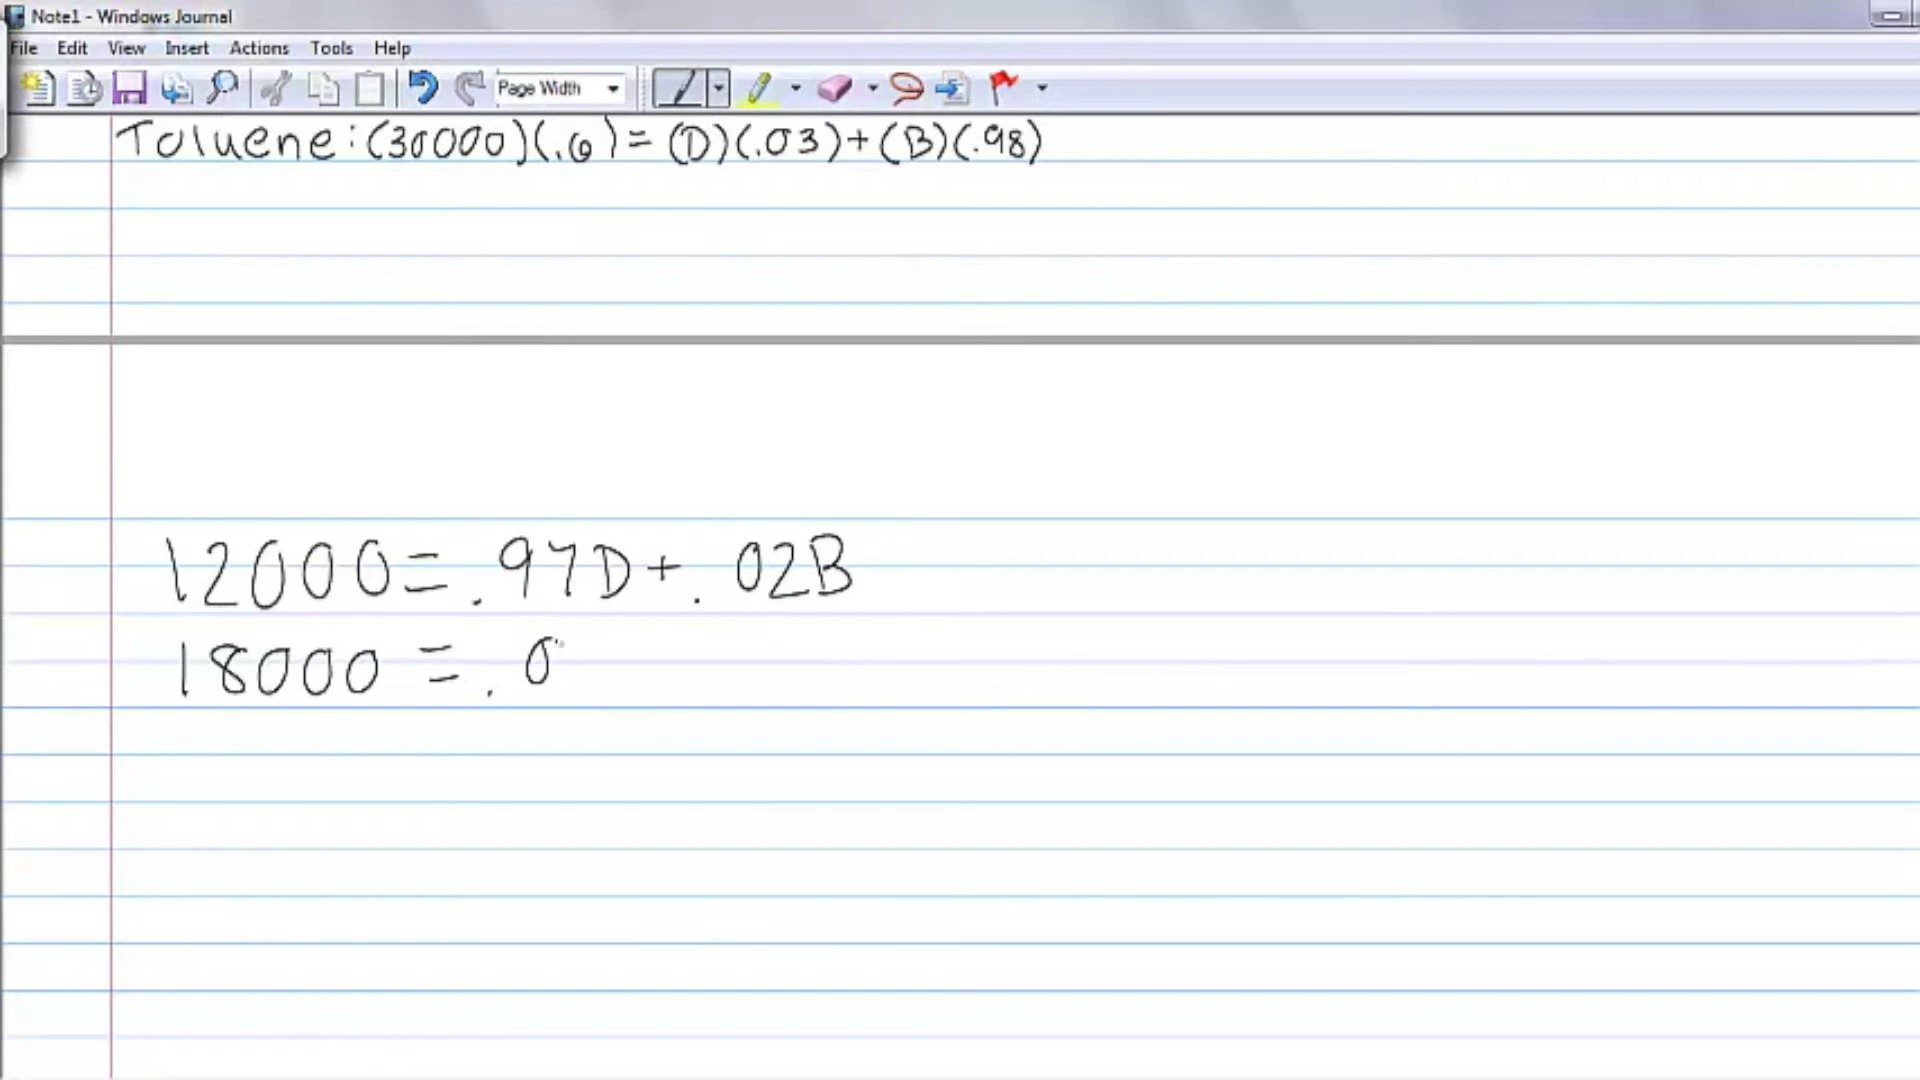 Note1 - Windows Journal
File Edit View Insert Actions Tools Help
Page Width
Toluene: (30000)(.6) = (D)(.03) + (B)(.98)
12000 = .97D + .02B
18000 = .0